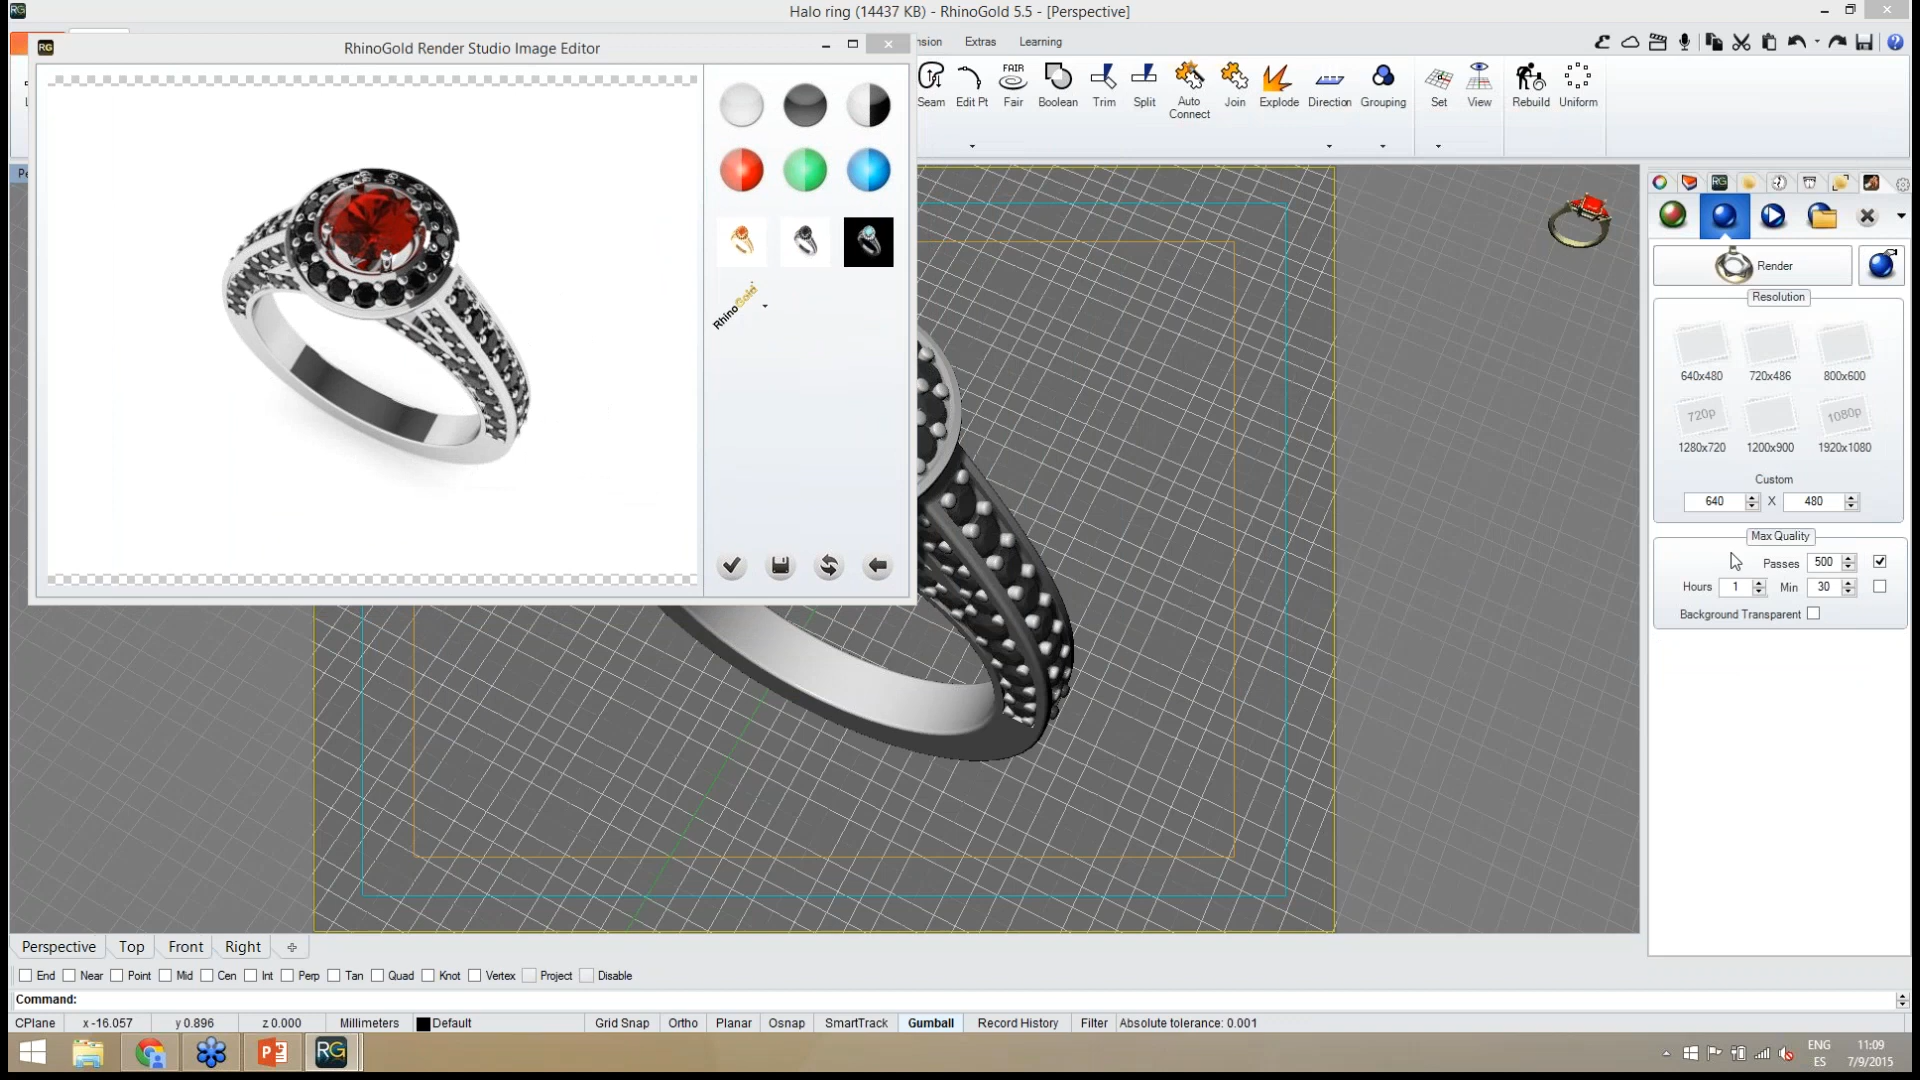 Halo ring (14437 KB) - RhinoGold 5.5 - [Perspective]
RhinoGold Render Studio Image Editor
Extras
Learning
Seam
Edit Pt
FAIR
Fair
Boolean
Trim
Split
Auto
Connect
Join
Explode
Direction
Grouping
Set
View
Rebuild
Uniform
RhinoGold
Render
Resolution
640x480
720x486
800x600
720p
1080p
1280x720
1200x900
1920x1080
Custom
640 X 480
Max Quality
Passes 500
Hours 1 Min 30
Background Transparent
Perspective Top Front Right
End Near Point Mid Cen Int Perp Tan Quad Knot Vertex Project Disable
Command:
CPlane x -16.057 y 0.896 z 0.000 Millimeters Default Grid Snap Ortho Planar Osnap SmartTrack Gumball Record History Filter Absolute tolerance: 0.001
ENG
ES
11:09
7/9/2015